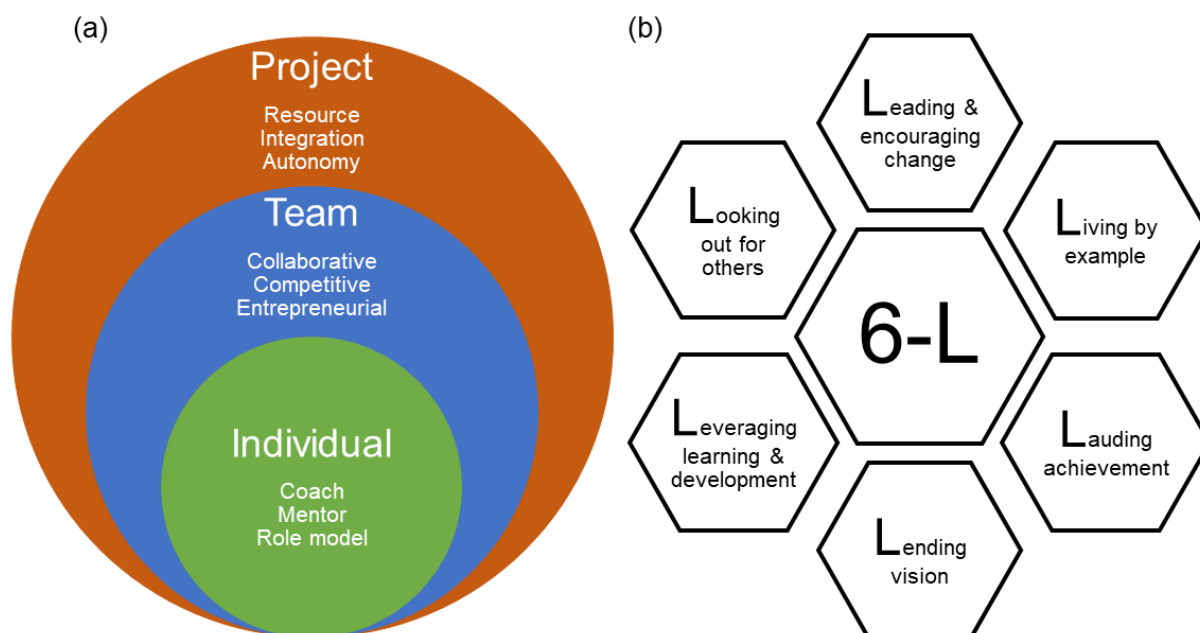 (a)
Project
Resource
Integration
Autonomy
Team
Collaborative
Competitive
Entrepreneurial
Individual
Coach
Mentor
Role model
(b)
Leading &
encouraging
change
Looking
out for
others
Living by
example
6-L
Leveraging
learning &
development
Lauding
achievement
Lending
vision